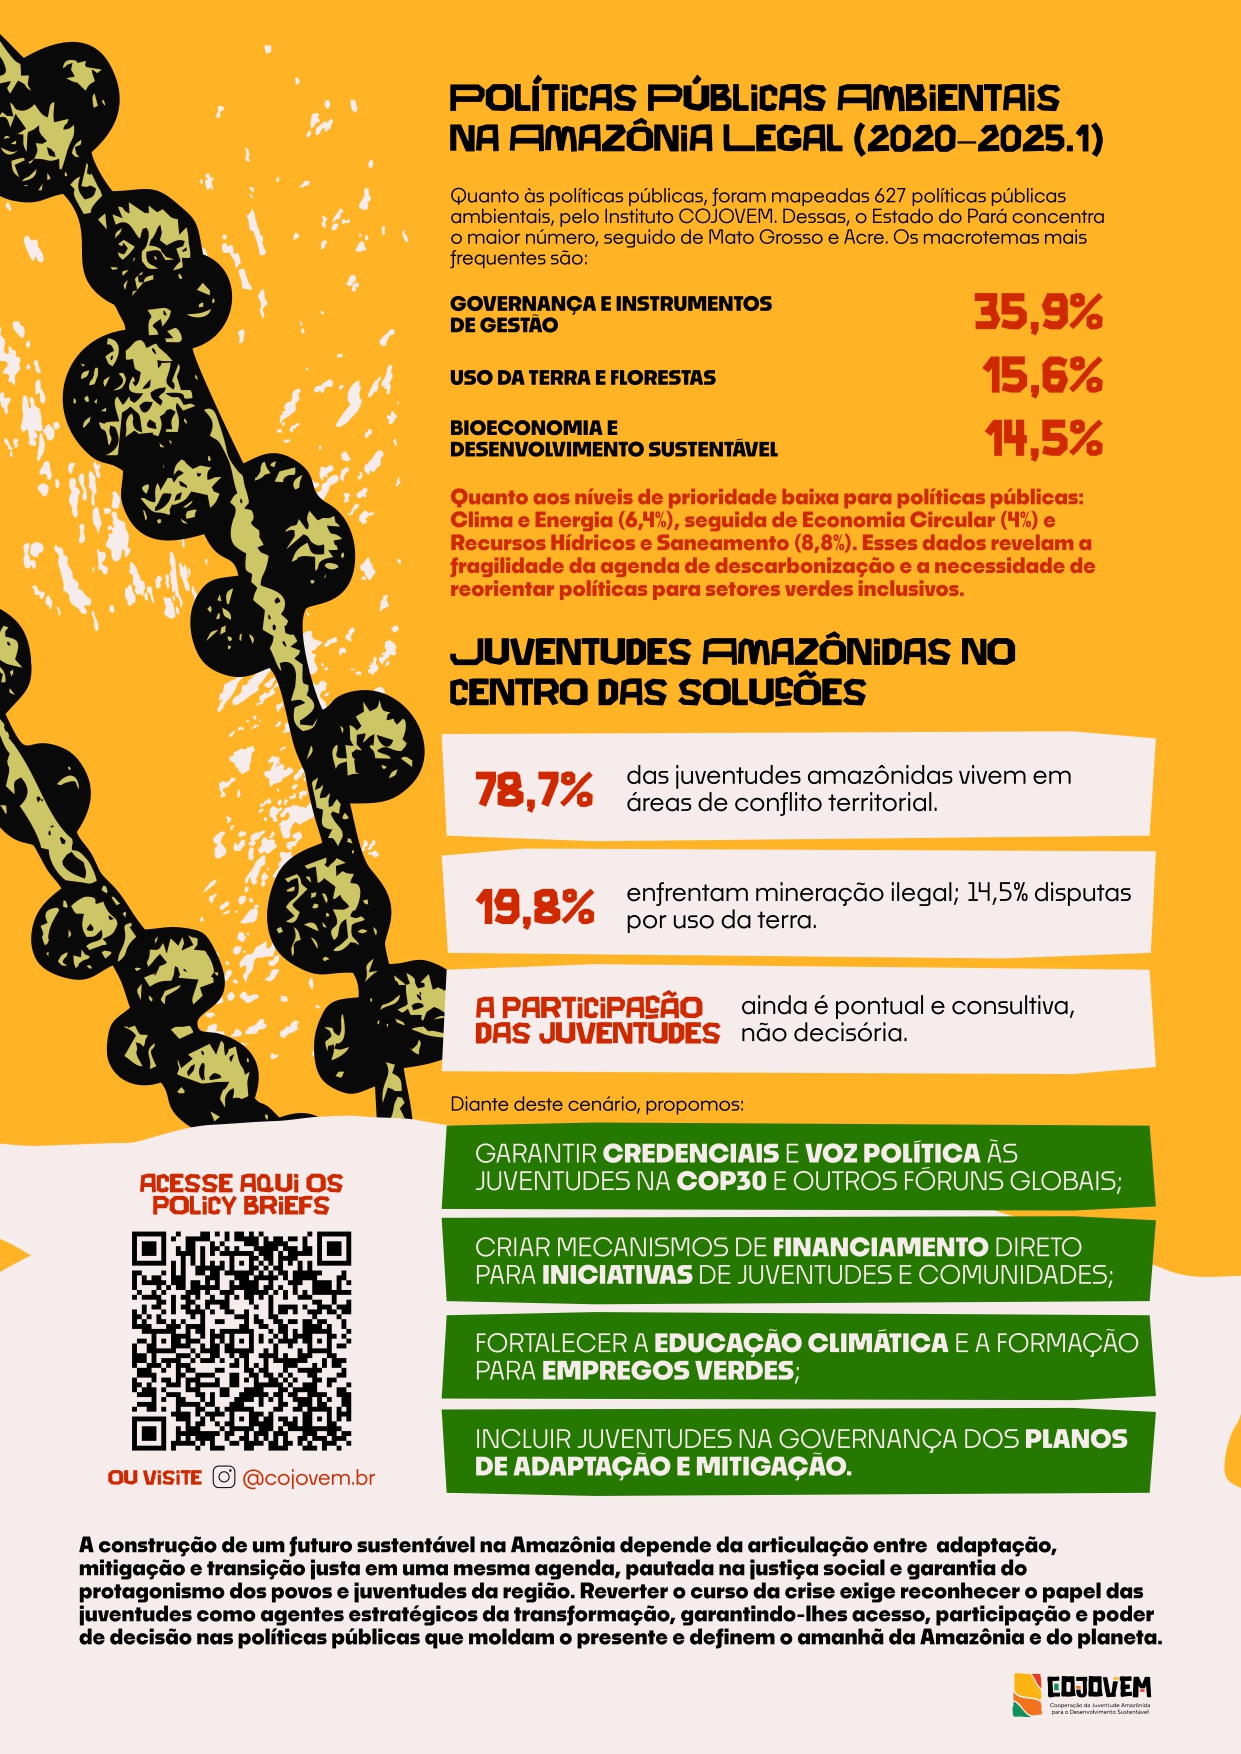 POLÍTICAS PÚBLICAS AMBIENTAIS
NA AMAZÔNIA LEGAL (2020–2025.1)
Quanto às políticas públicas, foram mapeadas 627 políticas públicas
ambientais, pelo Instituto COJOVEM. Dessas, o Estado do Pará concentra
o maior número, seguido de Mato Grosso e Acre. Os macrotemas mais
frequentes são:
GOVERNANÇA E INSTRUMENTOS
DE GESTÃO
35,9%
USO DA TERRA E FLORESTAS
15,6%
BIOECONOMIA E
DESENVOLVIMENTO SUSTENTÁVEL
14,5%
Quanto aos níveis de prioridade baixa para políticas públicas:
Clima e Energia (6,4%), seguida de Economia Circular (4%) e
Recursos Hídricos e Saneamento (8,8%). Esses dados revelam a
fragilidade da agenda de descarbonização e a necessidade de
reorientar políticas para setores verdes inclusivos.
JUVENTUDES AMAZÔNIDAS NO
CENTRO DAS SOLUÇÕES
78,7%
das juventudes amazônidas vivem em
áreas de conflito territorial.
19,8%
enfrentam mineração ilegal; 14,5% disputas
por uso da terra.
A PARTICIPAÇÃO
DAS JUVENTUDES
ainda é pontual e consultiva,
não decisória.
Diante deste cenário, propomos:
GARANTIR CREDENCIAIS E VOZ POLÍTICA ÀS
JUVENTUDES NA COP30 E OUTROS FÓRUNS GLOBAIS;
CRIAR MECANISMOS DE FINANCIAMENTO DIRETO
PARA INICIATIVAS DE JUVENTUDES E COMUNIDADES;
FORTALECER A EDUCAÇÃO CLIMÁTICA E A FORMAÇÃO
PARA EMPREGOS VERDES;
INCLUIR JUVENTUDES NA GOVERNANÇA DOS PLANOS
DE ADAPTAÇÃO E MITIGAÇÃO.
ACESSE AQUI OS
POLICY BRIEFS
OU VISITE @cojovem.br
A construção de um futuro sustentável na Amazônia depende da articulação entre adaptação,
mitigação e transição justa em uma mesma agenda, pautada na justiça social e garantia do
protagonismo dos povos e juventudes da região. Reverter o curso da crise exige reconhecer o papel das
juventudes como agentes estratégicos da transformação, garantindo-lhes acesso, participação e poder
de decisão nas políticas públicas que moldam o presente e definem o amanhã da Amazônia e do planeta.
COJOVEM
Cooperação da Juventude Amazônida
para o Desenvolvimento Sustentável